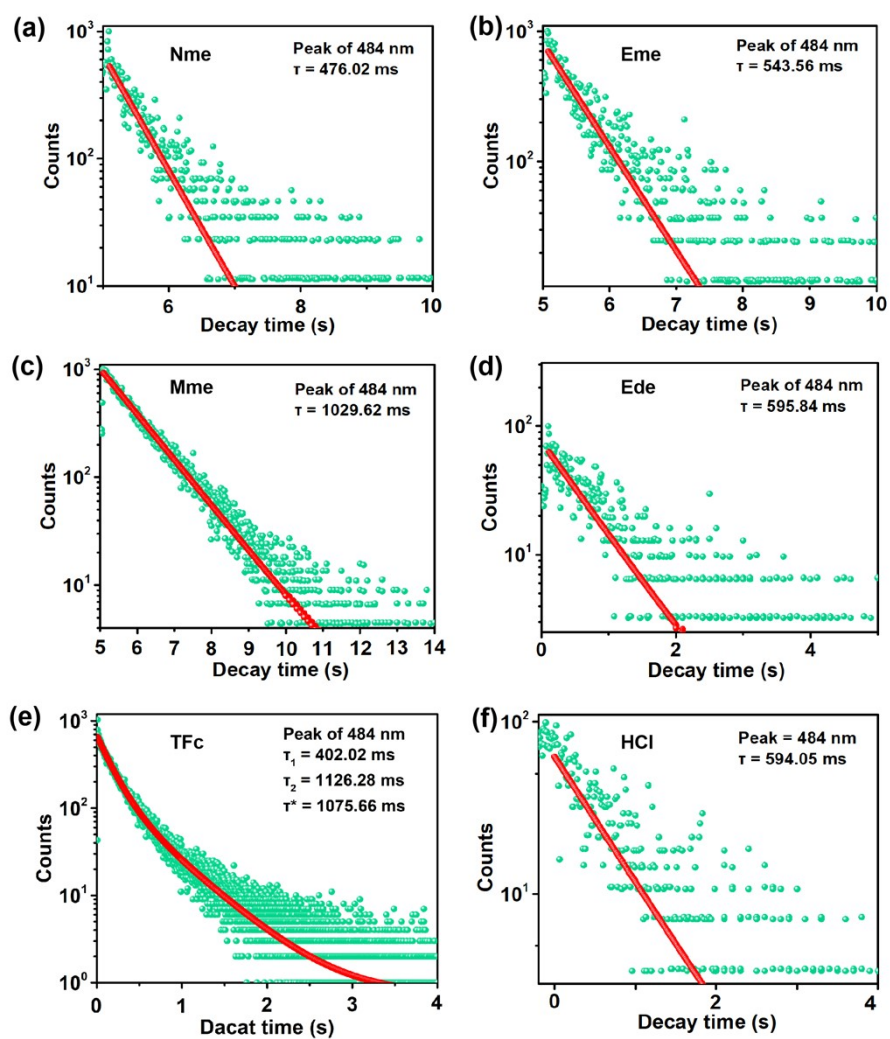 (a)
Nme
Peak of 484 nm
τ = 476.02 ms
10³
10²
10¹
Counts
6
8
10
Decay time (s)
(b)
Eme
Peak of 484 nm
τ = 543.56 ms
10³
10²
Counts
5
6
7
8
9
10
Decay time (s)
(c)
Mme
Peak of 484 nm
τ = 1029.62 ms
10³
10²
10¹
Counts
5
6
7
8
9
10
11
12
13
14
Decay time (s)
(d)
Ede
Peak of 484 nm
τ = 595.84 ms
10²
10¹
Counts
0
2
4
Decay time (s)
(e)
TFc
Peak of 484 nm
τ₁ = 402.02 ms
τ₂ = 1126.28 ms
τ* = 1075.66 ms
10³
10²
10¹
10⁰
Counts
0
1
2
3
4
Dacat time (s)
(f)
HCl
Peak = 484 nm
τ = 594.05 ms
10²
10¹
Counts
0
2
4
Decay time (s)